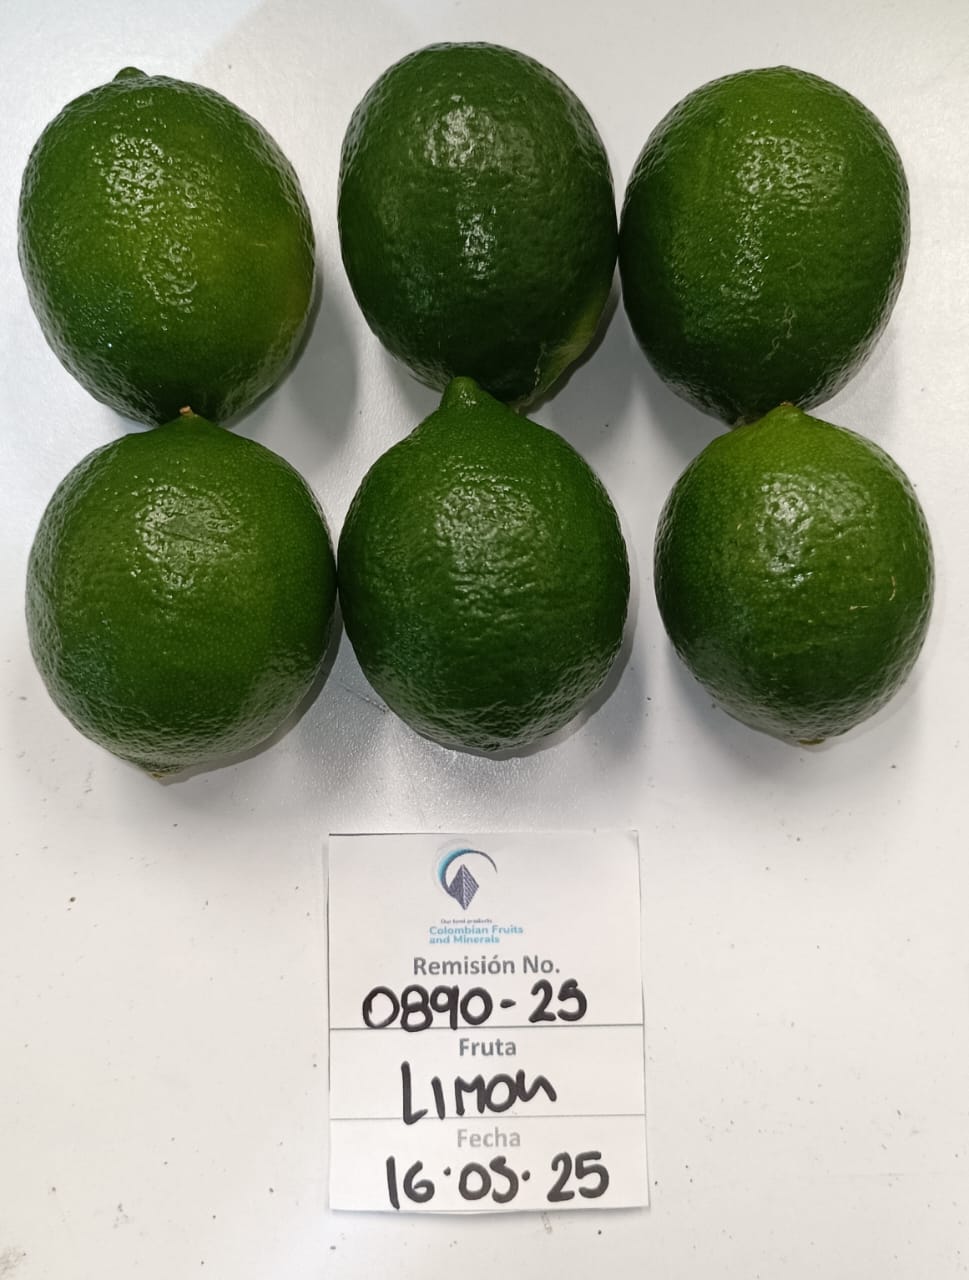 Our best products
Colombian Fruits
and Minerals
Remisión No.
0890-25
Fruta
LIMON
Fecha
16.05.25